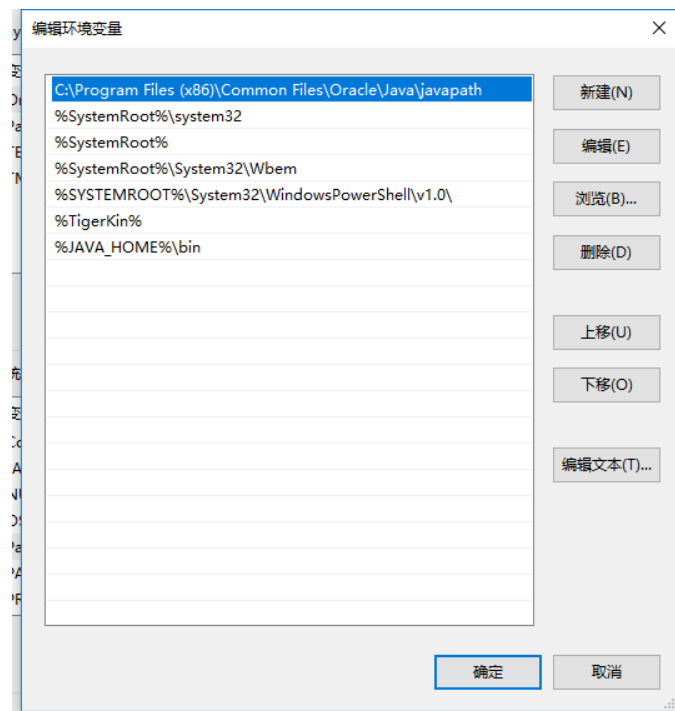 编辑环境变量
C:\Program Files (x86)\Common Files\Oracle\Java\javapath
%SystemRoot%\system32
%SystemRoot%
%SystemRoot%\System32\Wbem
%SYSTEMROOT%\System32\WindowsPowerShell\v1.0\
%TigerKin%
%JAVA_HOME%\bin
新建(N)
编辑(E)
浏览(B)...
删除(D)
上移(U)
下移(O)
编辑文本(T)...
确定
取消